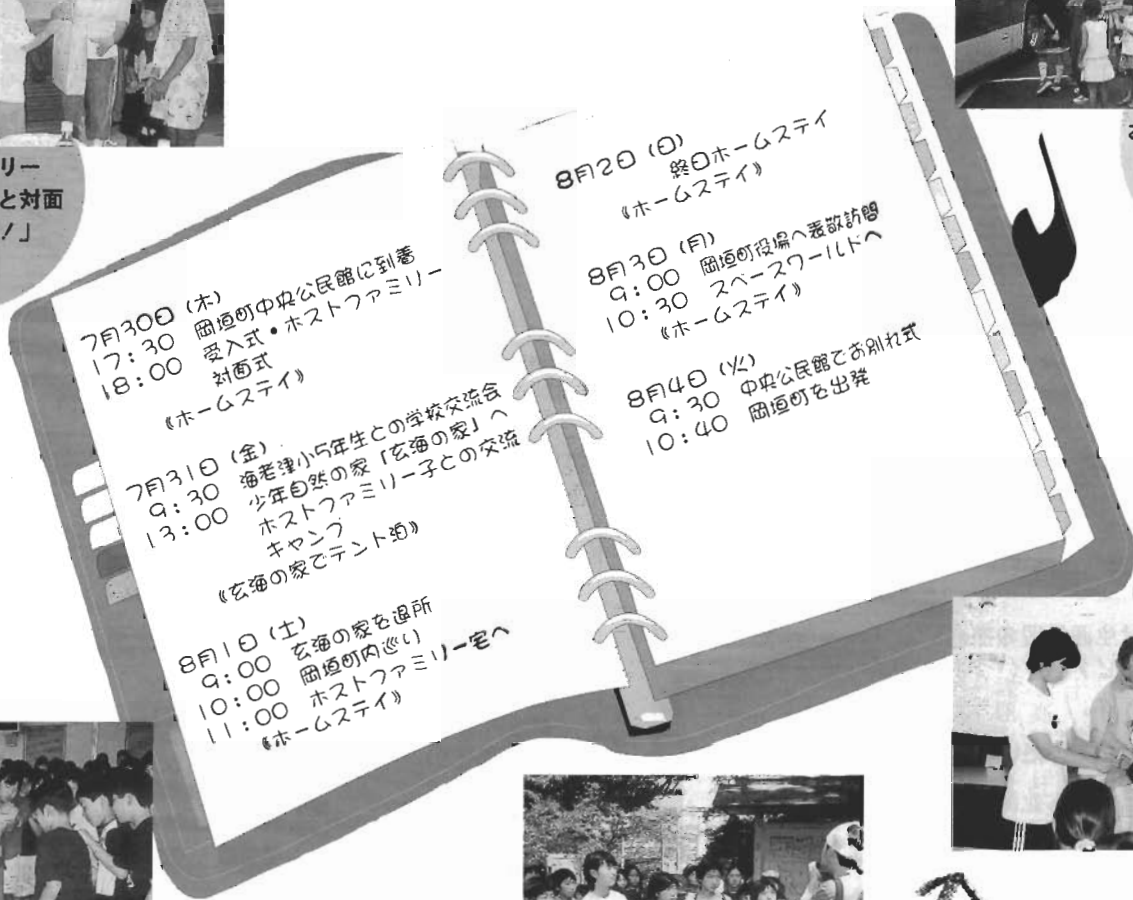 リー
と対面
!」
7月30日(木)
17:30 岡垣町中央公民館に到着
18:00 受入式・ホストファミリー
対面式
《ホームステイ》
7月31日(金)
9:30 海老津小5年生との学校交流会
13:00 少年自然の家「玄海の家」へ
ホストファミリー子との交流
キャンプ
《玄海の家でテント泊》
8月1日(土)
9:00 玄海の家を退所
10:00 岡垣町内巡り
11:00 ホストファミリー宅へ
《ホームステイ》
8月2日(日)
終日ホームステイ
《ホームステイ》
8月3日(月)
9:00 岡垣町役場へ表敬訪問
10:30 スペースワールドへ
《ホームステイ》
8月4日(火)
9:30 中央公民館でお別れ式
10:40 岡垣町を出発